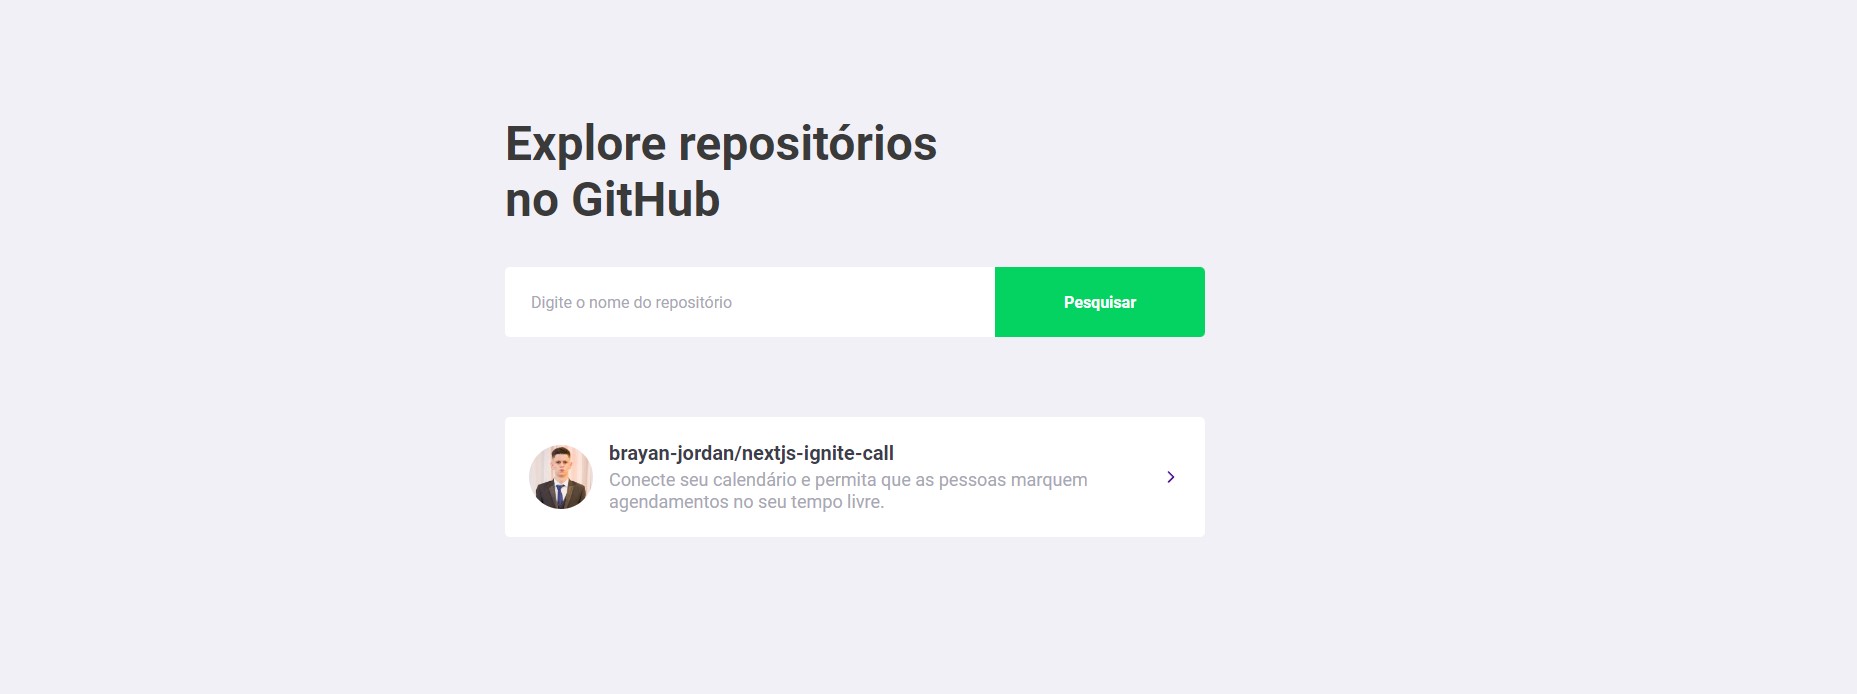 Explore repositórios
no GitHub
Digite o nome do repositório
Pesquisar
brayan-jordan/nextjs-ignite-call
Conecte seu calendário e permita que as pessoas marquem
agendamentos no seu tempo livre.